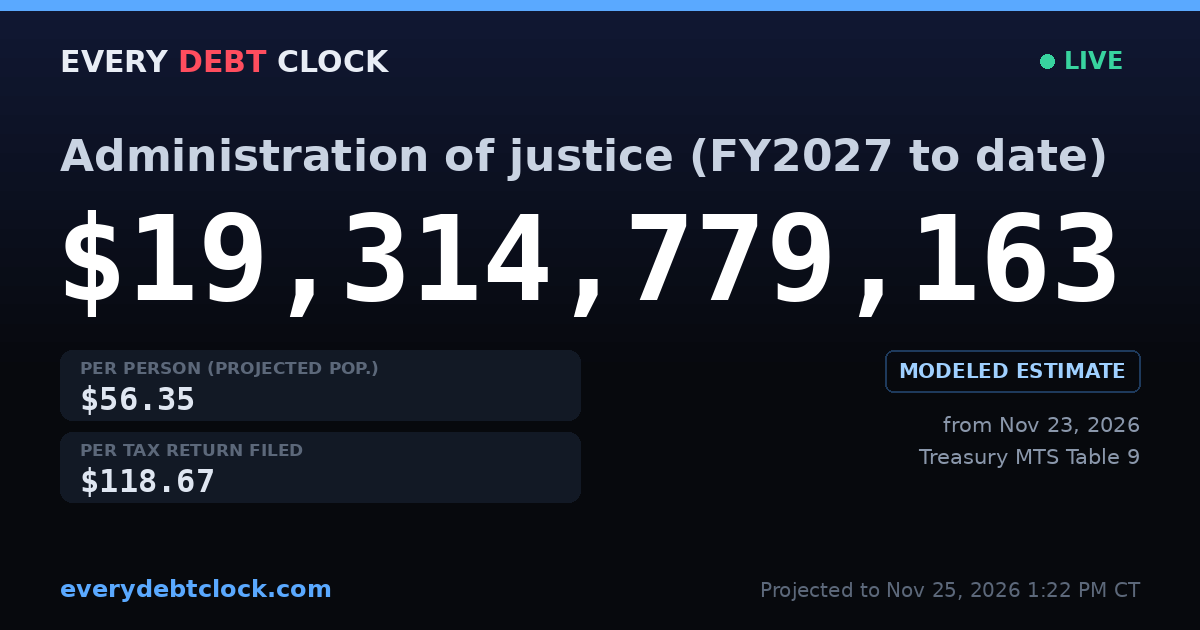 EVERY DEBT CLOCK
LIVE
Administration of justice (FY2027 to date)
$19,314,779,163
PER PERSON (PROJECTED POP.)
$56.35
PER TAX RETURN FILED
$118.67
MODELED ESTIMATE
from Nov 23, 2026
Treasury MTS Table 9
everydebtclock.com
Projected to Nov 25, 2026 1:22 PM CT